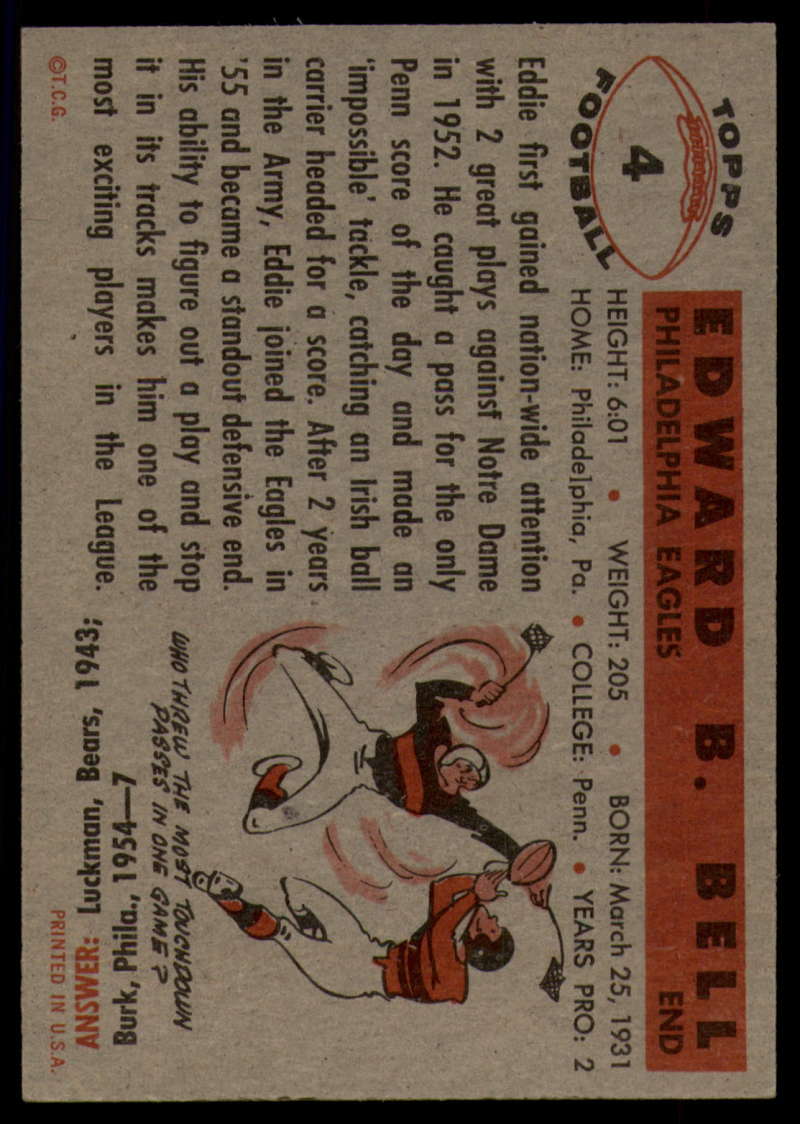 TOPPS
4
FOOTBALL
EDWARD B. BELL
PHILADELPHIA EAGLES END
HEIGHT: 6:01 • WEIGHT: 205 • BORN: March 25, 1931
HOME: Philadelphia, Pa. • COLLEGE: Penn. • YEARS PRO: 2
Eddie first gained nation-wide attention
with 2 great plays against Notre Dame
in 1952. He caught a pass for the only
Penn score of the day and made an
'impossible' tackle, catching an Irish ball
carrier headed for a score. After 2 years
in the Army, Eddie joined the Eagles in
'55 and became a standout defensive end.
His ability to figure out a play and stop
it in its tracks makes him one of the
most exciting players in the League.
WHO THREW THE MOST TOUCHDOWN
PASSES IN ONE GAME?
Burk, Phila, 1954—7
ANSWER: Luckman, Bears, 1943;
©T.C.G.
PRINTED IN U.S.A.